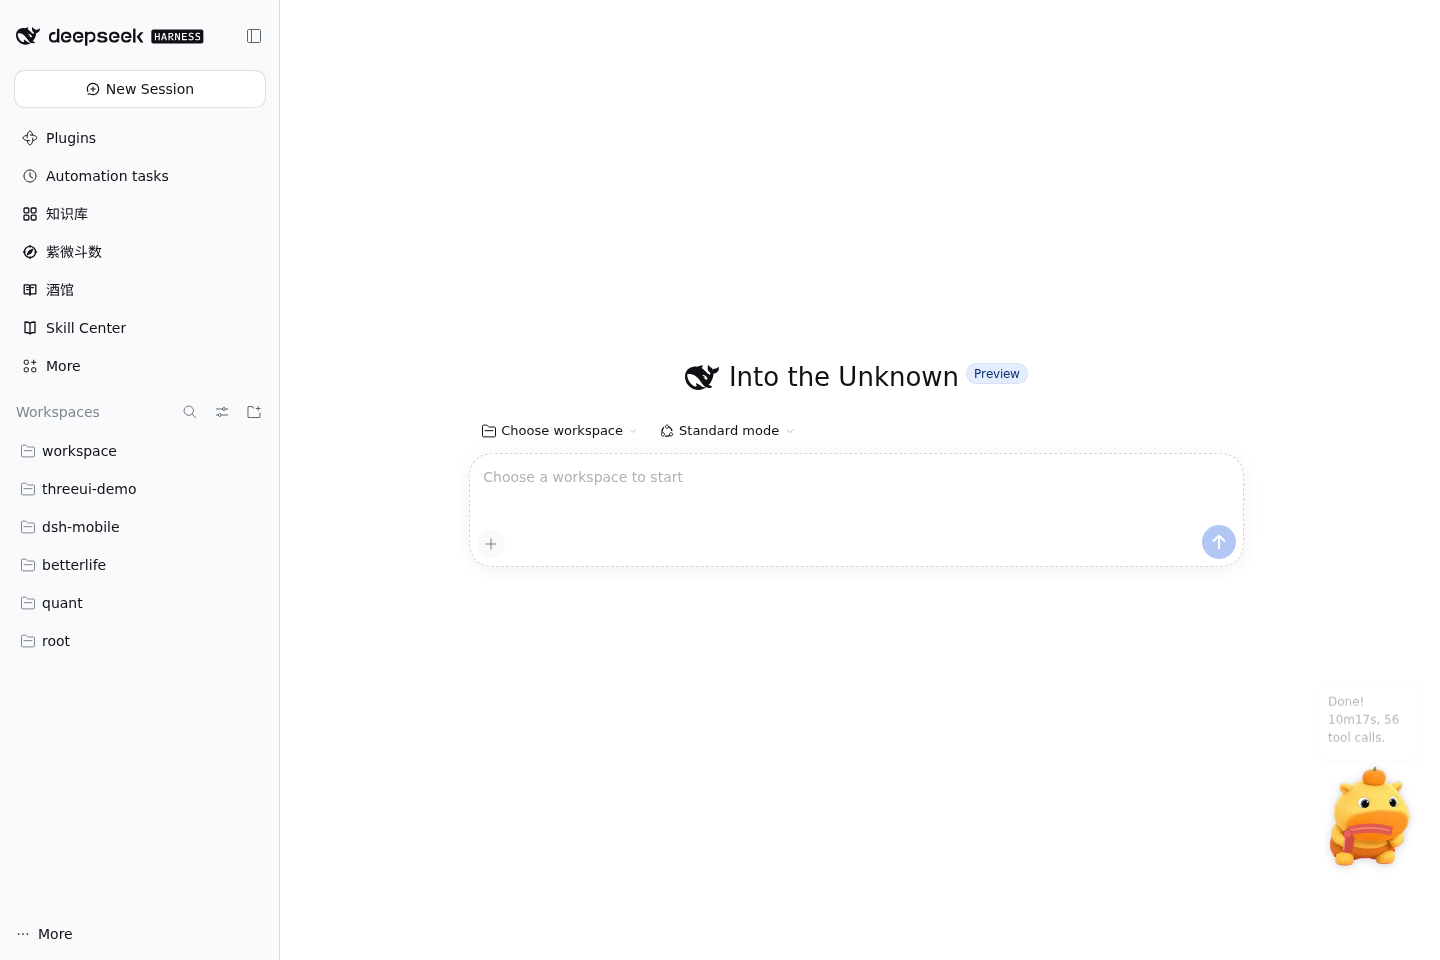 deepseek HARNESS
New Session
Plugins
Automation tasks
知识库
紫微斗数
酒馆
Skill Center
More
Workspaces
workspace
threeui-demo
dsh-mobile
betterlife
quant
root
More
Into the Unknown Preview
Choose workspace Standard mode
Choose a workspace to start
Done!
10m17s, 56
tool calls.